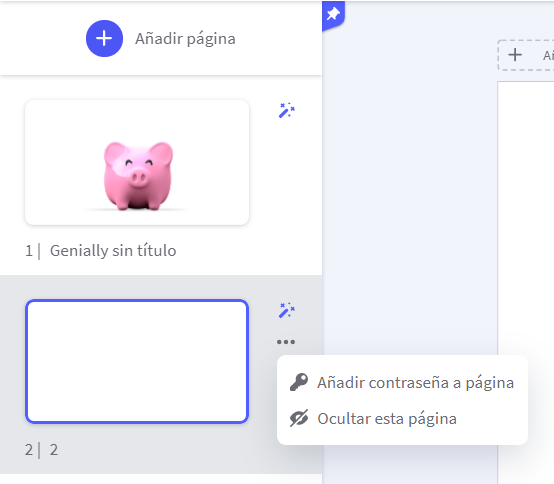 Añadir página
1 | Genially sin título
Añadir contraseña a página
Ocultar esta página
2 | 2